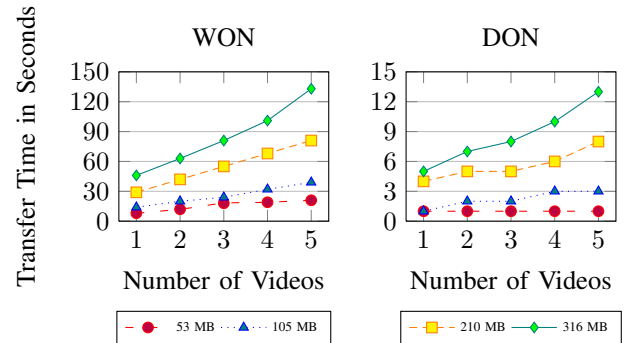 WON
DON
Transfer Time in Seconds
150
120
90
60
30
0
1 2 3 4 5
Number of Videos
15
12
9
6
3
0
1 2 3 4 5
Number of Videos
53 MB 105 MB
210 MB 316 MB